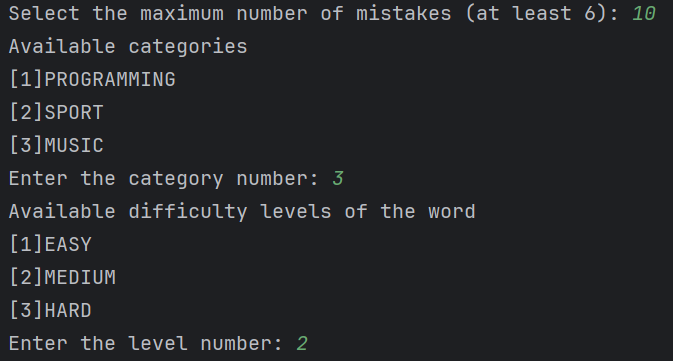 Select the maximum number of mistakes (at least 6): 10
Available categories
[1]PROGRAMMING
[2]SPORT
[3]MUSIC
Enter the category number: 3
Available difficulty levels of the word
[1]EASY
[2]MEDIUM
[3]HARD
Enter the level number: 2